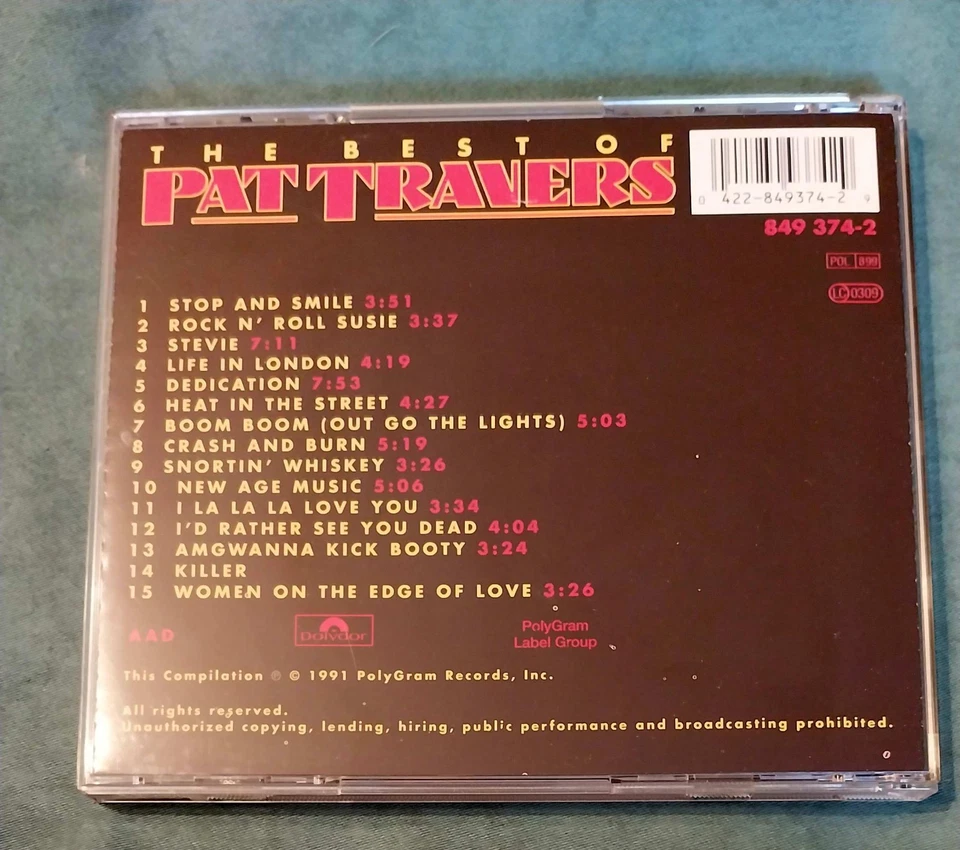 THE BEST OF
PAT TRAVERS
0 422-849374-2 9
849 374-2
POL 899
LC 0309
1 STOP AND SMILE 3:51
2 ROCK N' ROLL SUSIE 3:37
3 STEVIE 7:11
4 LIFE IN LONDON 4:19
5 DEDICATION 7:53
6 HEAT IN THE STREET 4:27
7 BOOM BOOM (OUT GO THE LIGHTS) 5:03
8 CRASH AND BURN 5:19
9 SNORTIN' WHISKEY 3:26
10 NEW AGE MUSIC 5:06
11 I LA LA LA LOVE YOU 3:34
12 I'D RATHER SEE YOU DEAD 4:04
13 AMGWANNA KICK BOOTY 3:24
14 KILLER
15 WOMEN ON THE EDGE OF LOVE 3:26
AAD
Polydor
PolyGram
Label Group
This Compilation ℗ © 1991 PolyGram Records, Inc.
All rights reserved.
Unauthorized copying, lending, hiring, public performance and broadcasting prohibited.